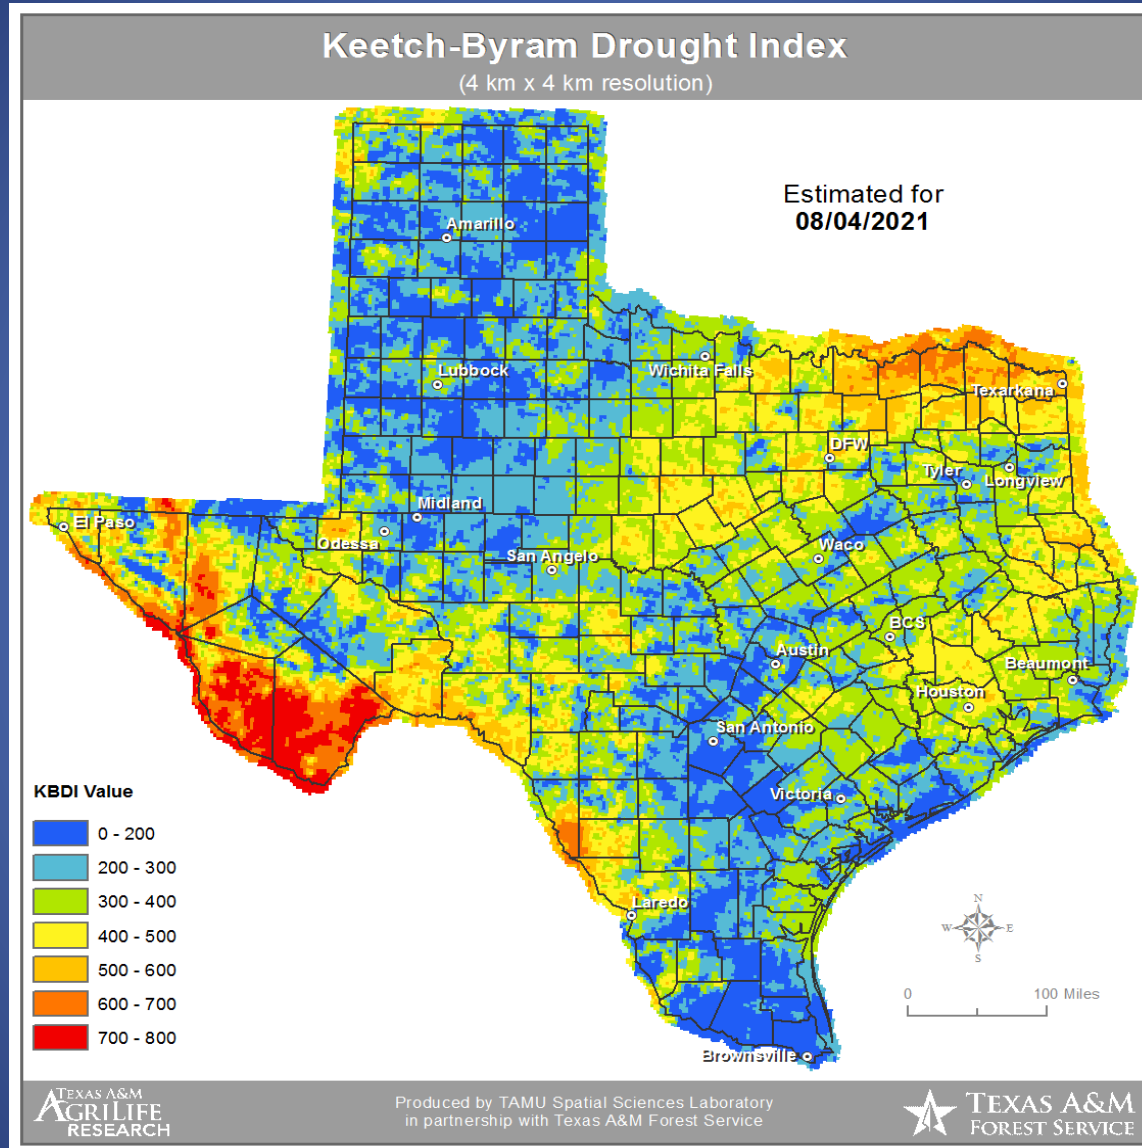 Keetch-Byram Drought Index
(4 km x 4 km resolution)
Estimated for
08/04/2021
Amarillo
Lubbock
Wichita Falls
Texarkana
DFW
Tyler
Longview
Midland
El Paso
Odessa
San Angelo
Waco
BCS
Austin
Beaumont
Houston
San Antonio
Victoria
Laredo
Brownsville
KBDI Value
0 - 200
200 - 300
300 - 400
400 - 500
500 - 600
600 - 700
700 - 800
N
W E
S
0 100 Miles
TEXAS A&M
AGRILIFE
RESEARCH
Produced by TAMU Spatial Sciences Laboratory
in partnership with Texas A&M Forest Service
TEXAS A&M
FOREST SERVICE